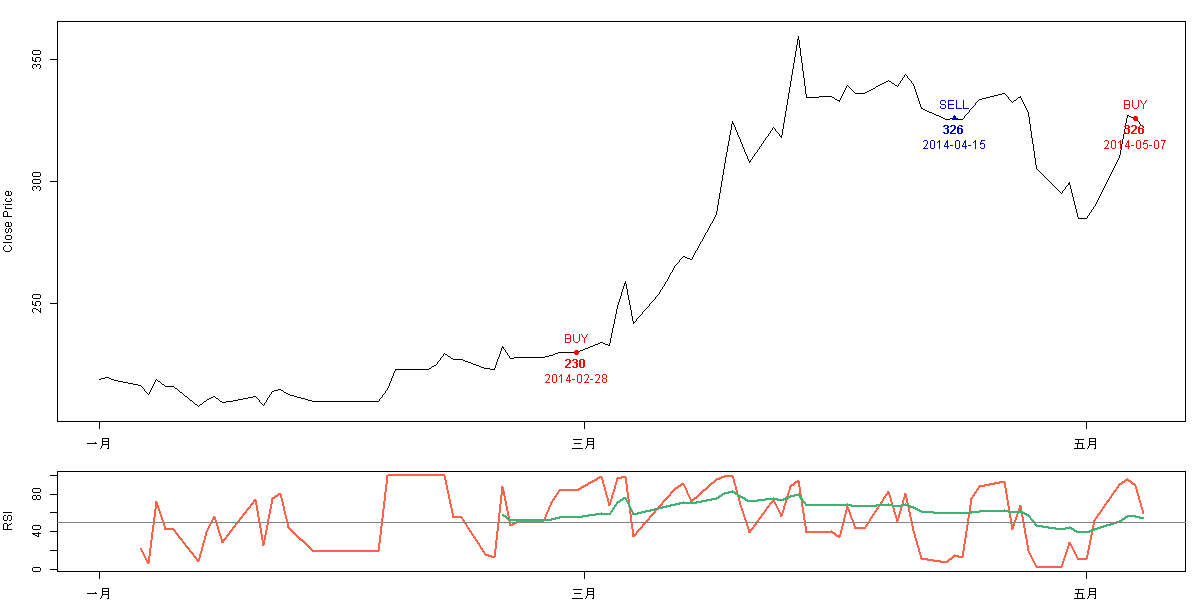 Close Price
350
300
250
SELL
326
2014-04-15
BUY
326
2014-05-07
BUY
230
2014-02-28
一月
三月
五月
RSI
80
40
0
一月
三月
五月